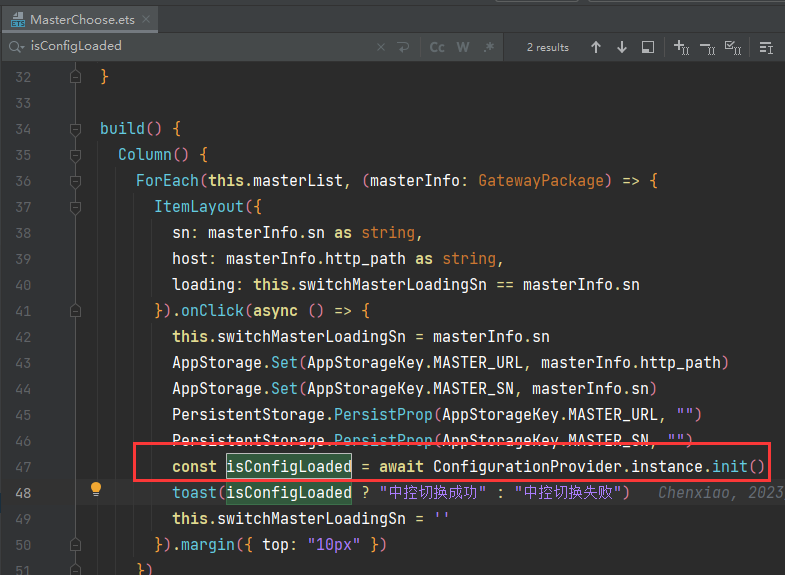 MasterChoose.ets
isConfigLoaded
Cc W .* 2 results
32 }
33
34 build() {
35 Column() {
36 ForEach(this.masterList, (masterInfo: GatewayPackage) => {
37 ItemLayout({
38 sn: masterInfo.sn as string,
39 host: masterInfo.http_path as string,
40 loading: this.switchMasterLoadingSn == masterInfo.sn
41 }).onClick(async () => {
42 this.switchMasterLoadingSn = masterInfo.sn
43 AppStorage.Set(AppStorageKey.MASTER_URL, masterInfo.http_path)
44 AppStorage.Set(AppStorageKey.MASTER_SN, masterInfo.sn)
45 PersistentStorage.PersistProp(AppStorageKey.MASTER_URL, "")
46 PersistentStorage.PersistProp(AppStorageKey.MASTER_SN, "")
47 const isConfigLoaded = await ConfigurationProvider.instance.init()
48 toast(isConfigLoaded ? "中控切换成功" : "中控切换失败") Chenxiao, 2023
49 this.switchMasterLoadingSn = ''
50 }).margin({ top: "10px" })
51 })